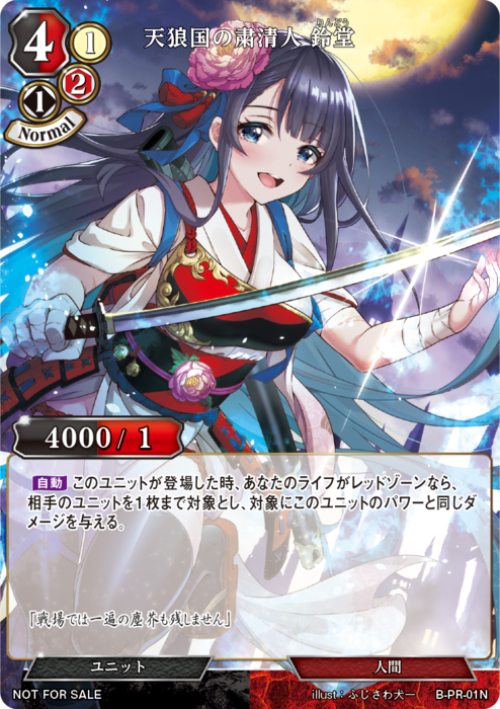 4
1
2
1
Normal
りんどう
天狼国の粛清人 鈴堂
4000 / 1
自動 このユニットが登場した時、あなたのライフがレッドゾーンなら、
相手のユニットを1枚まで対象とし、対象にこのユニットのパワーと同じダ
メージを与える。
「戦場では一遍の塵芥も残しません」
ユニット
人間
NOT FOR SALE
illust:ふじさわ犬一
B-PR-01N